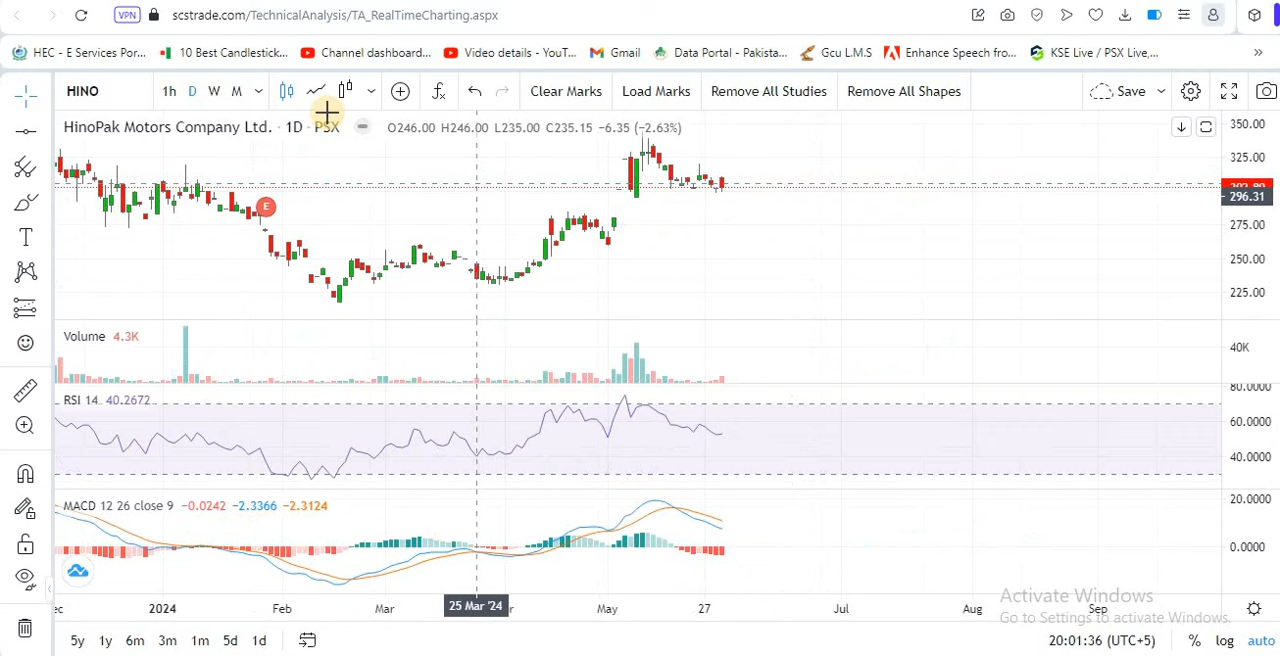 VPN scstrade.com/TechnicalAnalysis/TA_RealTimeCharting.aspx
HEC - E Services Por... 10 Best Candlestick... Channel dashboard... Video details - YouT... Gmail Data Portal - Pakista... Gcu L.M.S Enhance Speech fro... KSE Live / PSX Live,... »
HINO 1h D W M Clear Marks Load Marks Remove All Studies Remove All Shapes Save
HinoPak Motors Company Ltd. · 1D · PSX O246.00 H246.00 L235.00 C235.15 −6.35 (−2.63%)
350.00
325.00
296.31
E
275.00
250.00
225.00
Volume 4.3K
40K
80.0000
RSI 14 40.2672
60.0000
40.0000
MACD 12 26 close 9 −0.0242 −2.3366 −2.3124
20.0000
0.0000
2024 Feb Mar 25 Mar '24 May 27 Jul Aug Sep
Activate Windows
Go to Settings to activate Windows.
5y 1y 6m 3m 1m 5d 1d 20:01:36 (UTC+5) % log auto